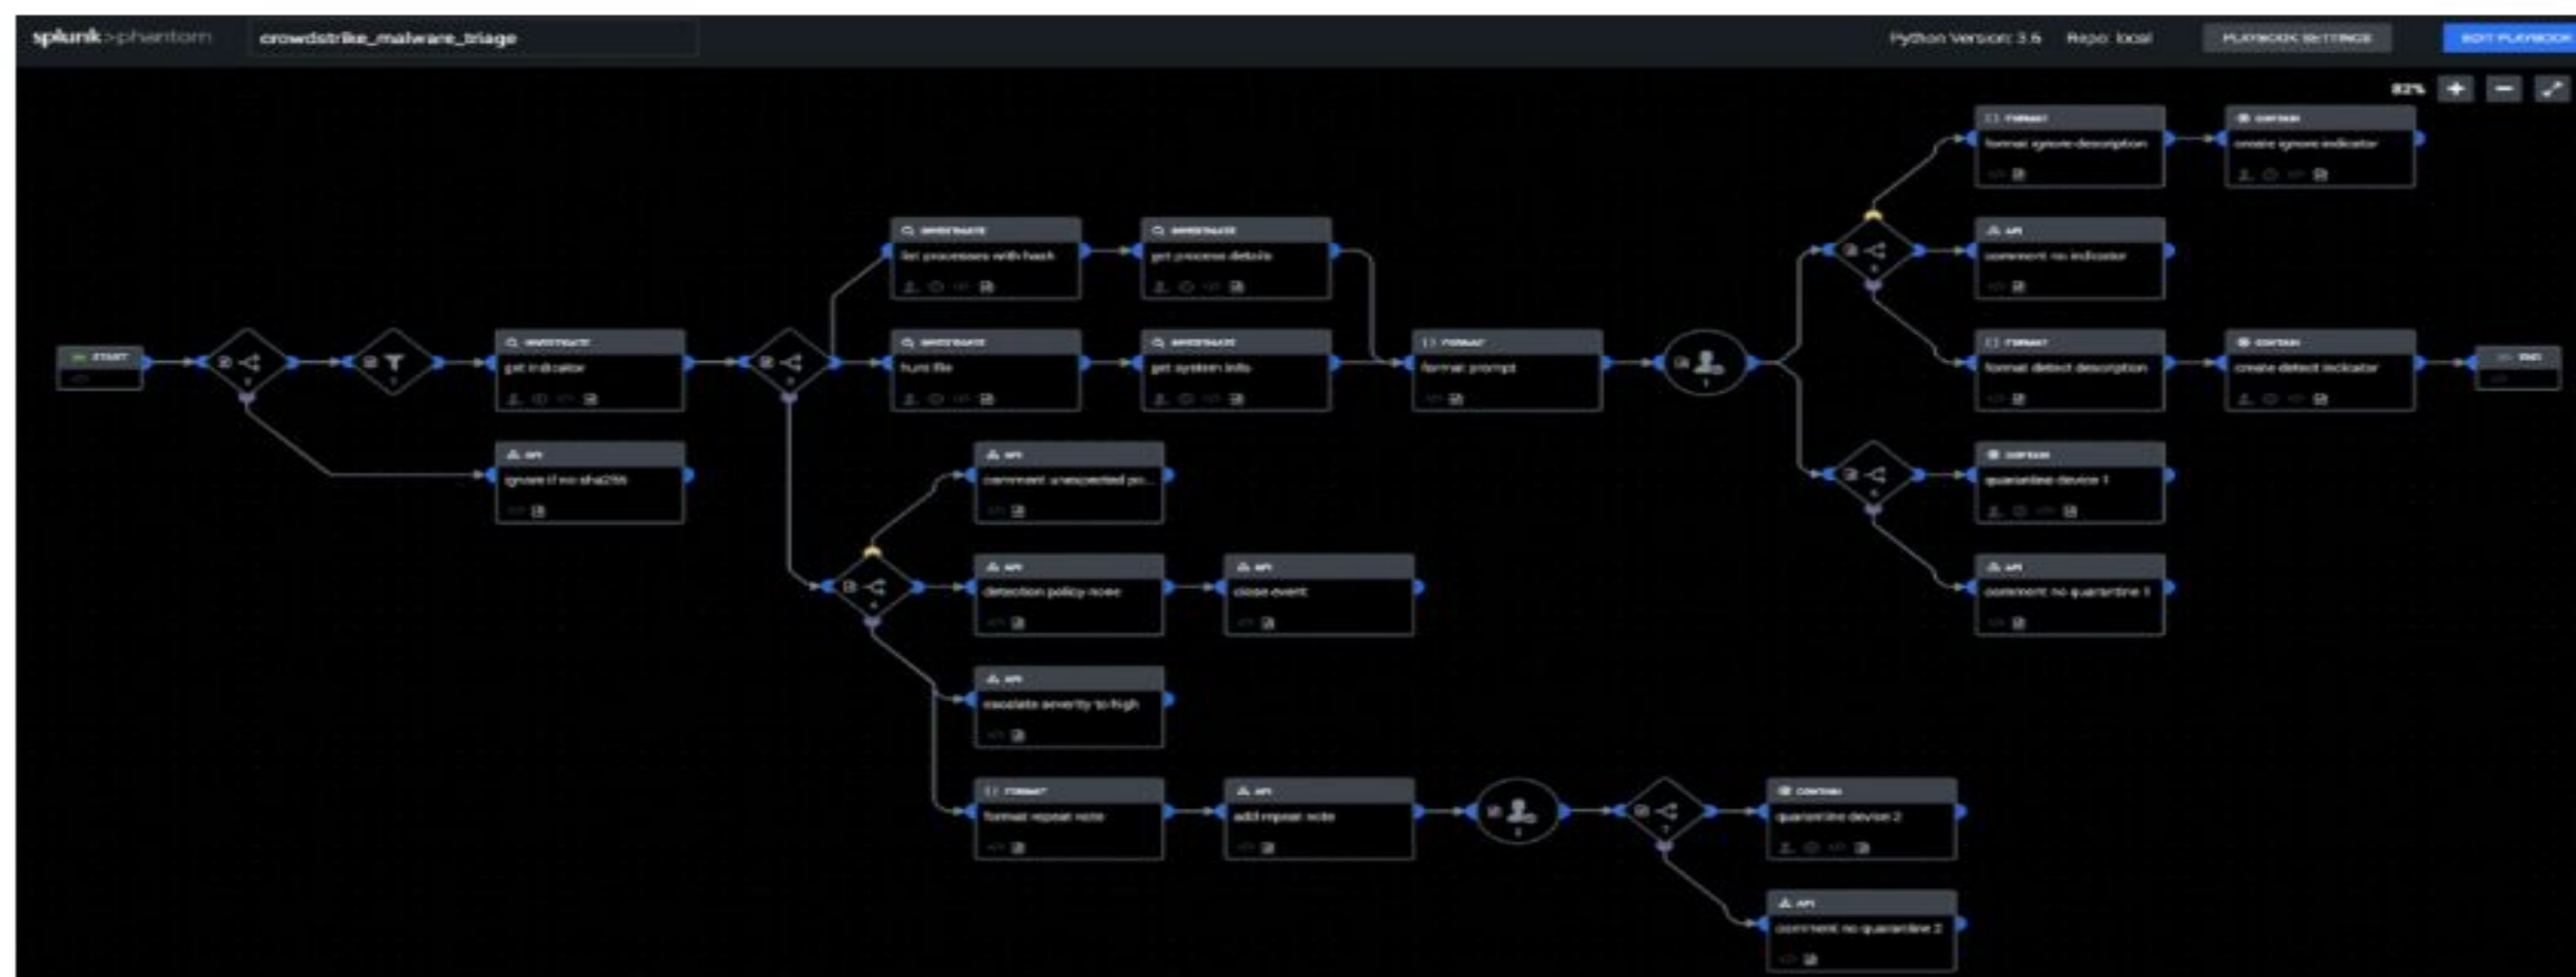 splunk>phantom
crowdstrike_malware_triage
Python Version: 3.6
Repo: local
PLAYBOOK SETTINGS
EDIT PLAYBOOK
82%
FORMAT
format ignore description
CONTAIN
create ignore indicator
INVESTIGATE
list processes with hash
INVESTIGATE
get process details
API
comment no indicator
START
INVESTIGATE
get indicator
INVESTIGATE
hunt file
INVESTIGATE
get system info
FORMAT
format prompt
FORMAT
format detect description
CONTAIN
create detect indicator
END
API
ignore if no sha256
API
comment unexpected po...
CONTAIN
quarantine device 1
API
detection policy none
API
close event
API
comment no quarantine 1
API
escalate severity to high
FORMAT
format repeat note
API
add repeat note
CONTAIN
quarantine device 2
API
comment no quarantine 2